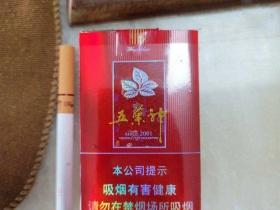 五叶神
since 2001
本公司提示
吸烟有害健康
请勿在禁烟场所吸烟